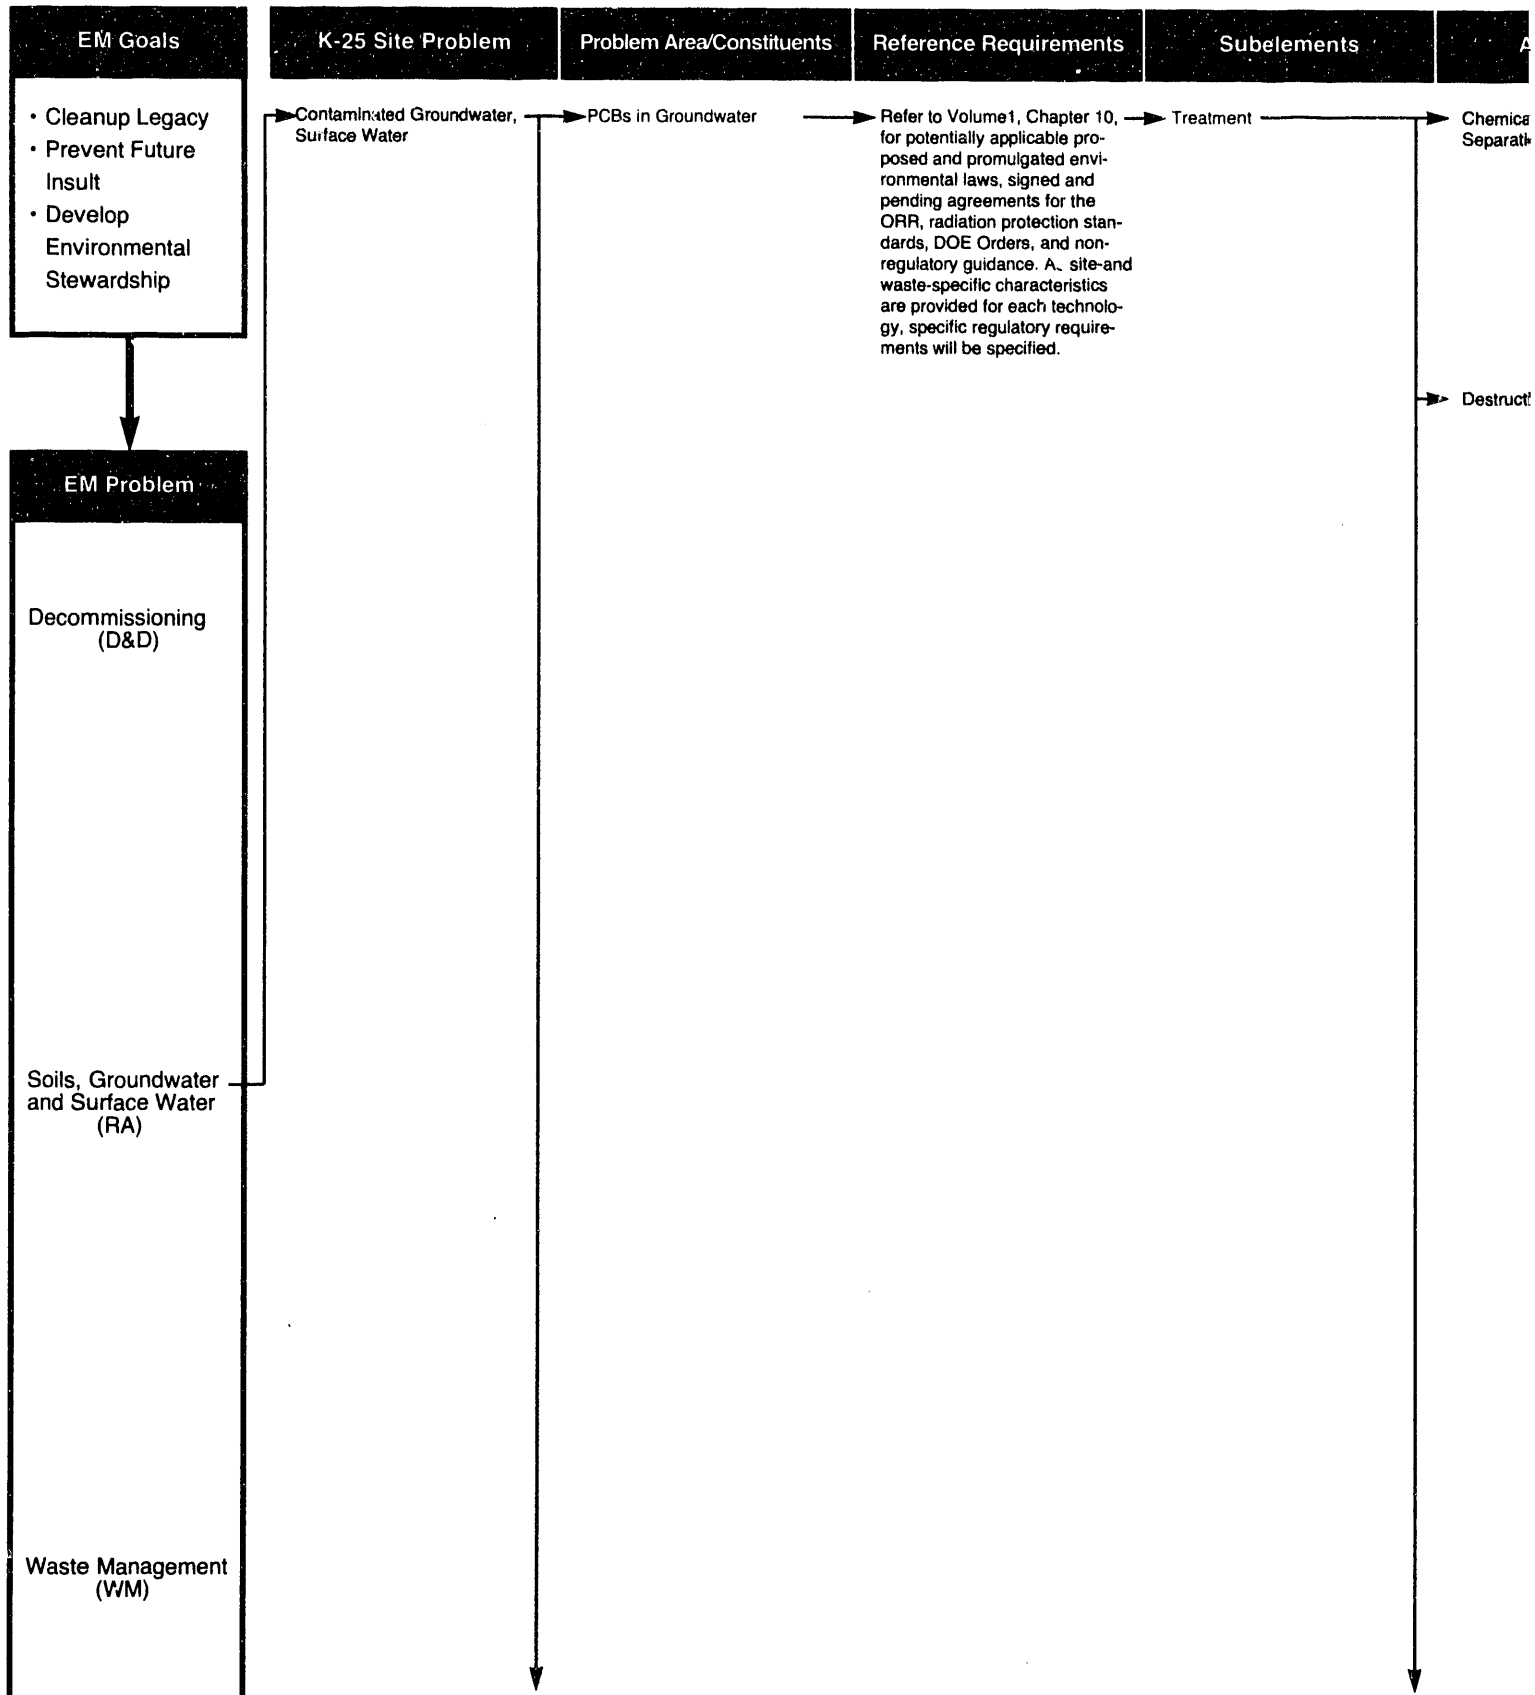 EM Goals
• Cleanup Legacy
• Prevent Future
Insult
• Develop
Environmental
Stewardship
EM Problem
Decommissioning
(D&D)
Soils, Groundwater
and Surface Water
(RA)
Waste Management
(WM)
K-25 Site Problem
Contaminated Groundwater,
Surface Water
Problem Area/Constituents
PCBs in Groundwater
Reference Requirements
Refer to Volume1, Chapter 10,
for potentially applicable pro-
posed and promulgated envi-
ronmental laws, signed and
pending agreements for the
ORR, radiation protection stan-
dards, DOE Orders, and non-
regulatory guidance. A. site-and
waste-specific characteristics
are provided for each technolo-
gy, specific regulatory require-
ments will be specified.
Subelements
Treatment
A
Chemica
Separati
Destructi